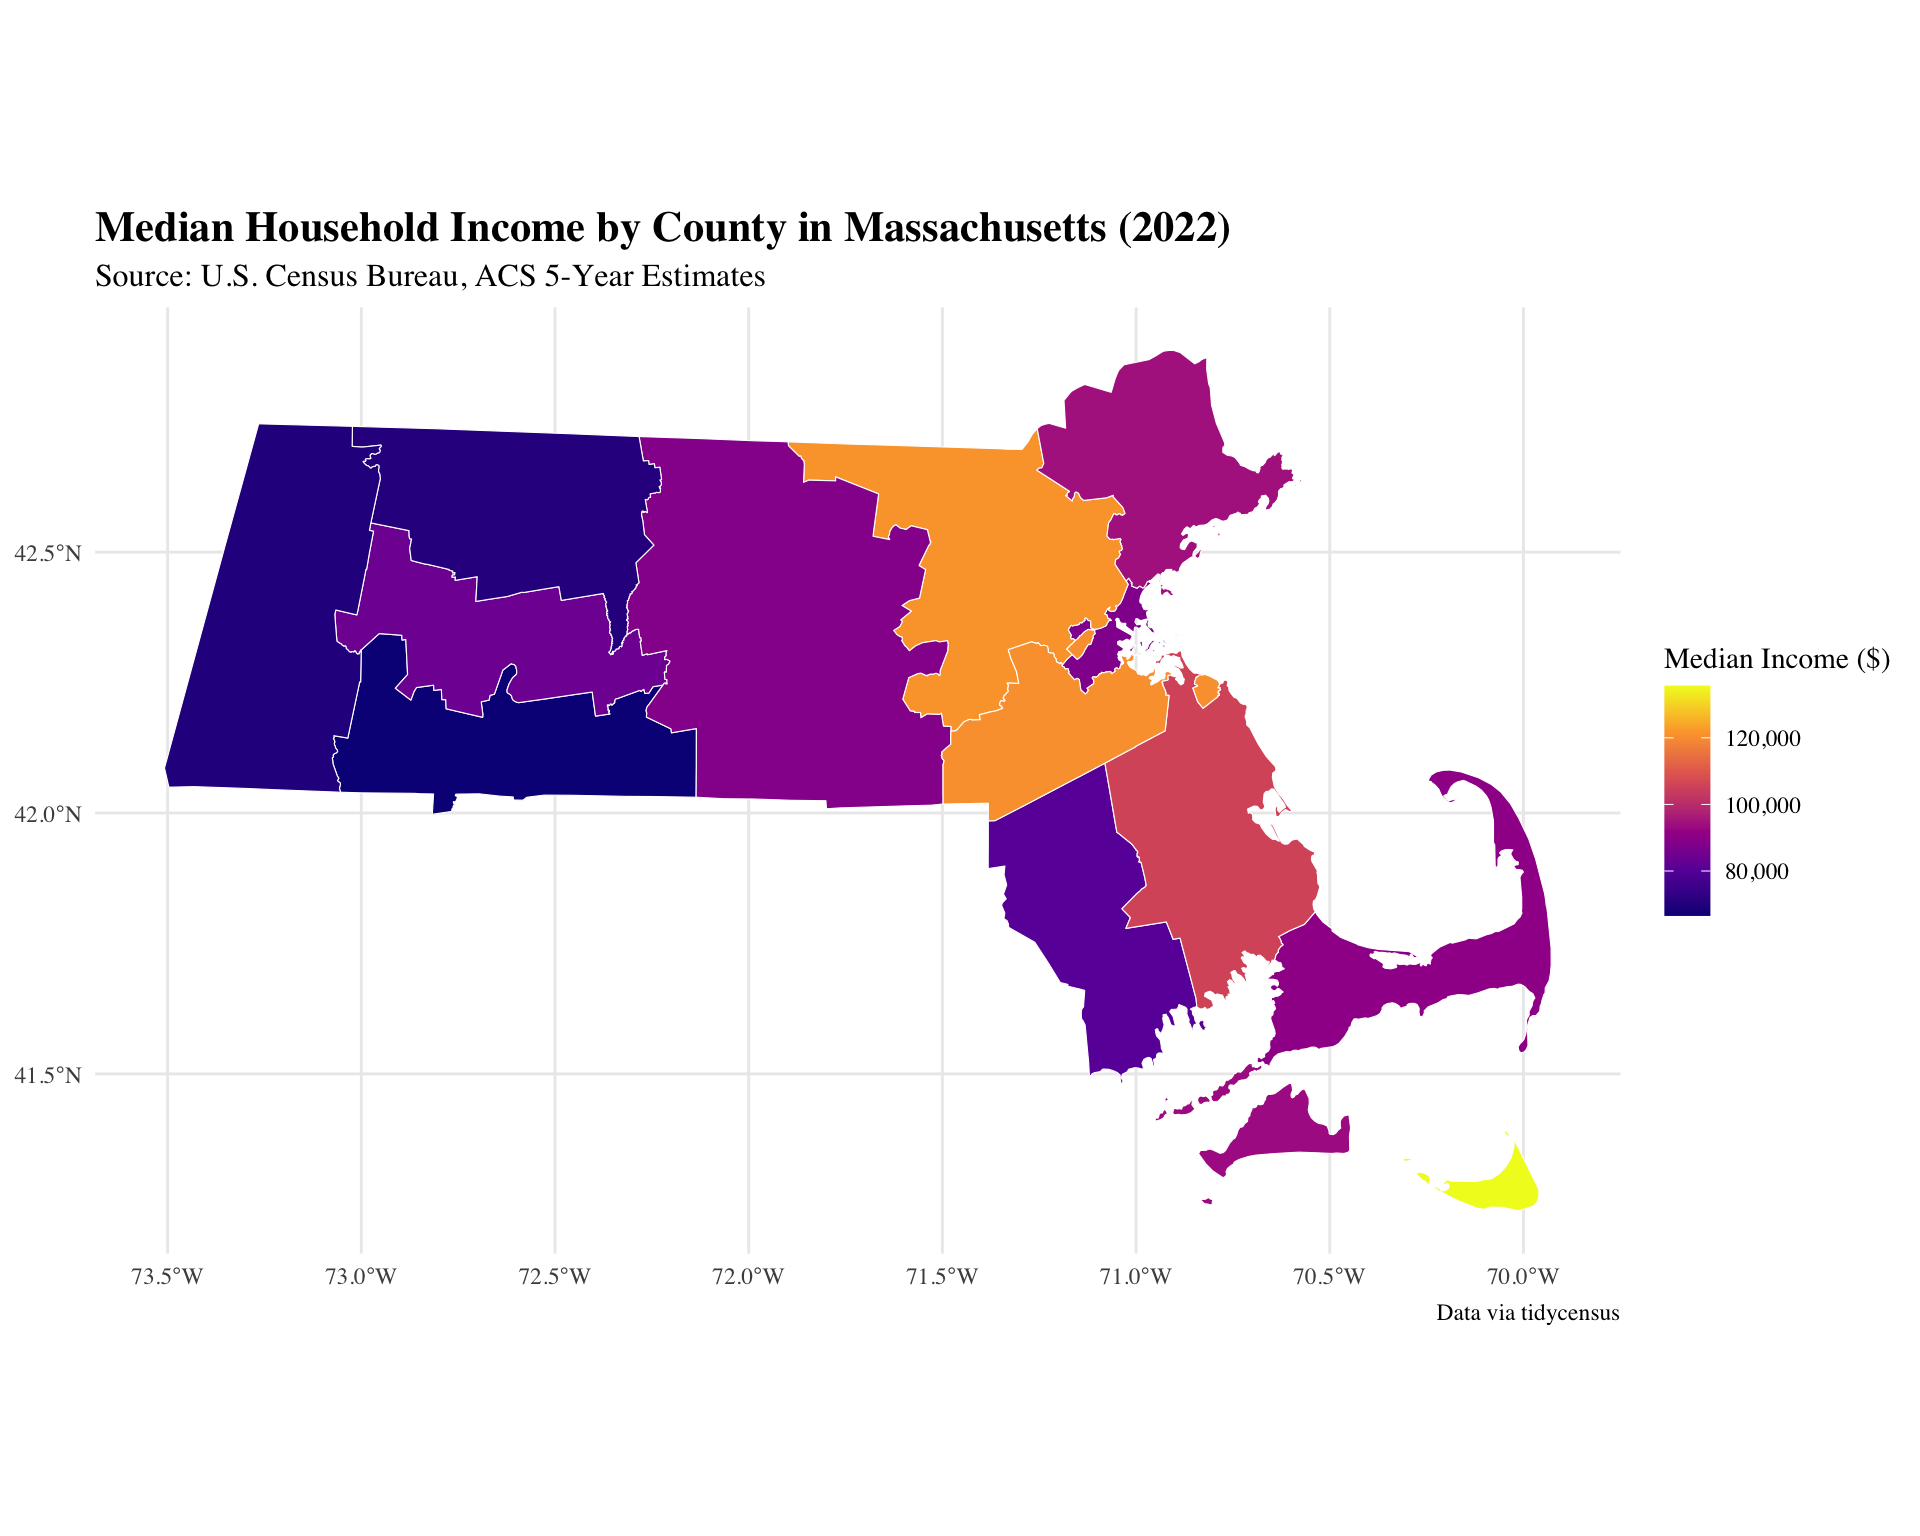 Median Household Income by County in Massachusetts (2022)
Source: U.S. Census Bureau, ACS 5-Year Estimates
42.5°N
42.0°N
41.5°N
73.5°W
73.0°W
72.5°W
72.0°W
71.5°W
71.0°W
70.5°W
70.0°W
Median Income ($)
120,000
100,000
80,000
Data via tidycensus